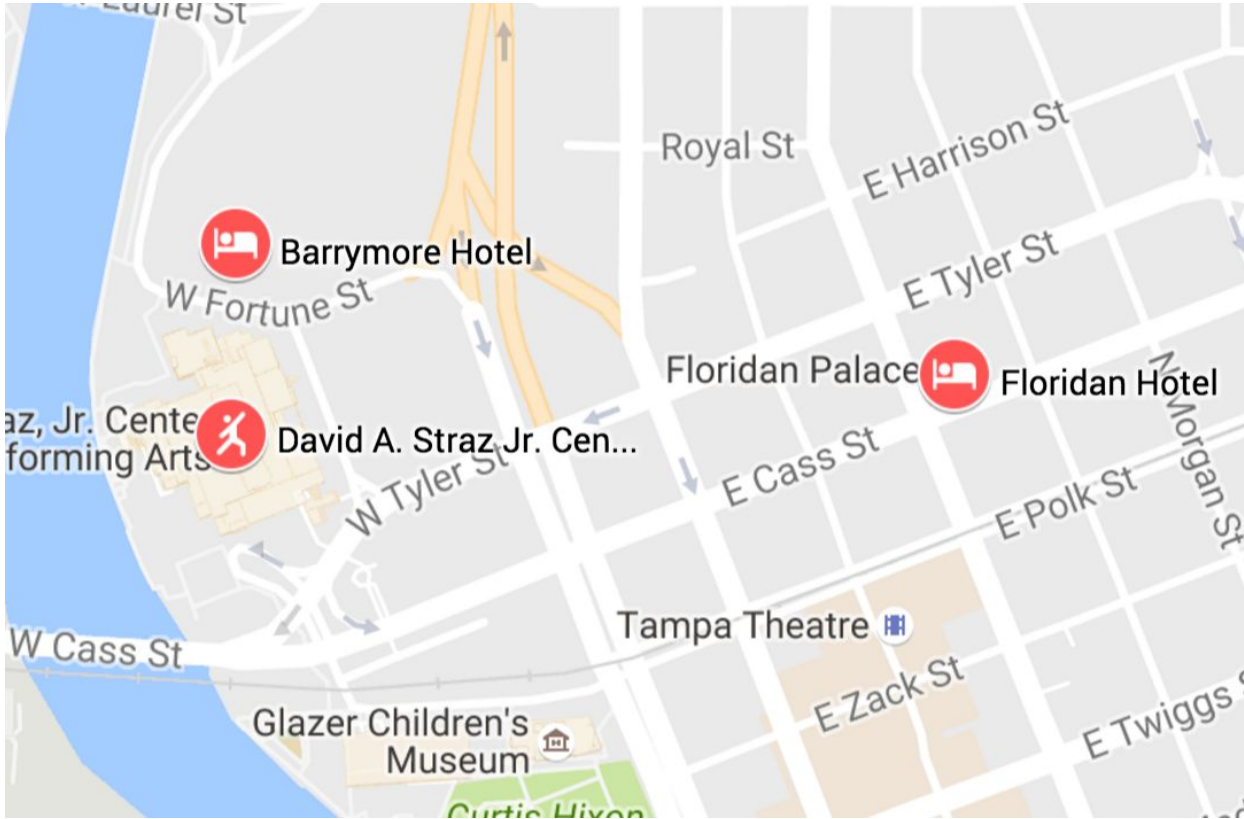 W Laurel St
Royal St
E Harrison St
Barrymore Hotel
W Fortune St
E Tyler St
Floridan Palace
Floridan Hotel
N Morgan St
az, Jr. Cente
forming Arts
David A. Straz Jr. Cen...
W Tyler St
E Cass St
E Polk St
Tampa Theatre
W Cass St
E Zack St
E Twiggs S
Glazer Children's
Museum
Curtis Hixon